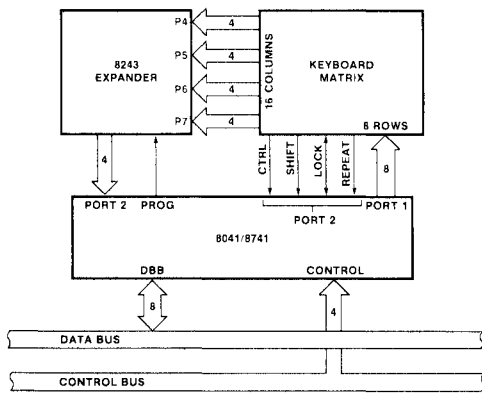 8243
EXPANDER
P4
P5
P6
P7
4
4
4
4
16 COLUMNS
KEYBOARD
MATRIX
8 ROWS
4
CTRL
SHIFT
LOCK
REPEAT
8
PORT 2
PROG
PORT 2
PORT 1
8041/8741
DBB
CONTROL
8
4
DATA BUS
CONTROL BUS